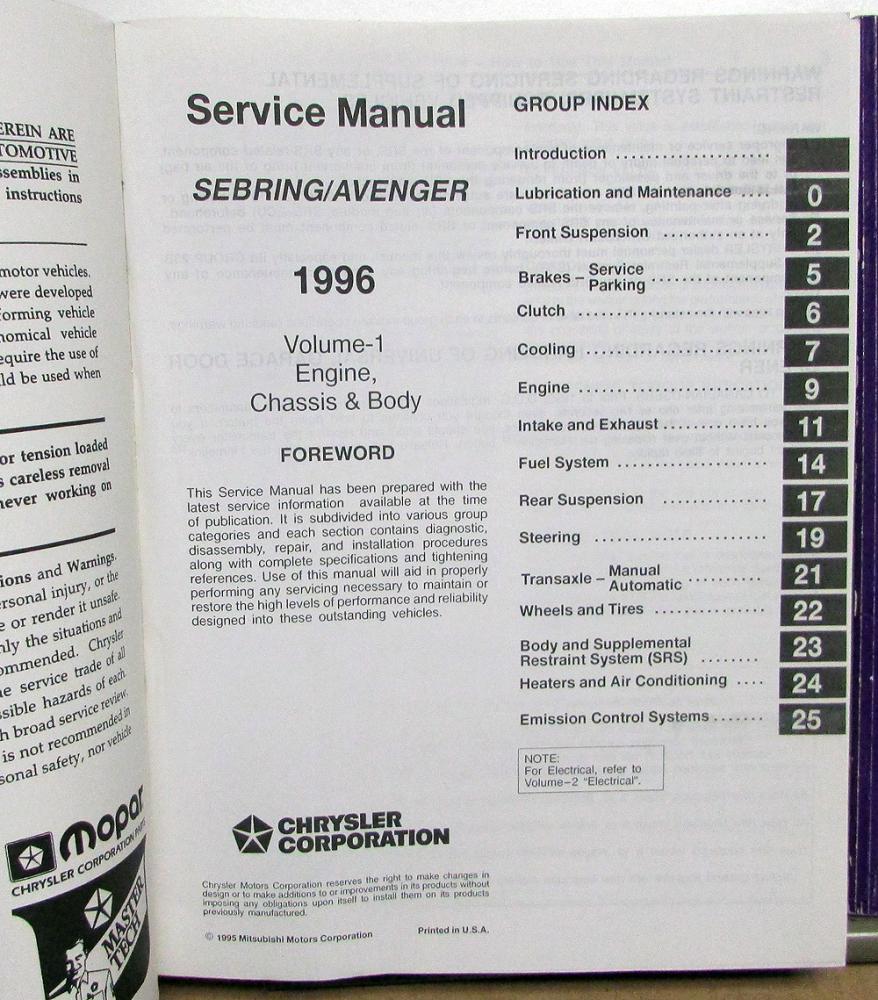 EREIN ARE
TOMOTIVE
ssemblies in
instructions
motor vehicles.
were developed
forming vehicle
nomical vehicle
equire the use of
ld be used when
or tension loaded
s careless removal
never working on
ions and Warnings.
ersonal injury, or the
e or render it unsafe.
nly the situations and
ommended. Chrysler
he service trade of all
ssible hazards of each
h broad service review,
is not recommended in
sonal safety, nor vehicle
Mopar
CHRYSLER CORPORATION PARTS
MASTER
TECH
Service Manual
SEBRING/AVENGER
1996
Volume-1
Engine,
Chassis & Body
FOREWORD
This Service Manual has been prepared with the
latest service information available at the time
of publication. It is subdivided into various group
categories and each section contains diagnostic,
disassembly, repair, and installation procedures
along with complete specifications and tightening
references. Use of this manual will aid in properly
performing any servicing necessary to maintain or
restore the high levels of performance and reliability
designed into these outstanding vehicles.
CHRYSLER
CORPORATION
Chrysler Motors Corporation reserves the right to make changes in
design or to make additions to or improvements in its products without
imposing any obligations upon itself to install them on its products
previously manufactured.
© 1995 Mitsubishi Motors Corporation Printed in U.S.A.
GROUP INDEX
Introduction ....................
Lubrication and Maintenance .... 0
Front Suspension .............. 2
Brakes – Service
Parking ............... 5
Clutch ......................... 6
Cooling ........................ 7
Engine ......................... 9
Intake and Exhaust .............. 11
Fuel System .................... 14
Rear Suspension .............. 17
Steering ....................... 19
Transaxle – Manual
Automatic .......... 21
Wheels and Tires .............. 22
Body and Supplemental
Restraint System (SRS) ........ 23
Heaters and Air Conditioning .... 24
Emission Control Systems ....... 25
NOTE:
For Electrical, refer to
Volume–2 "Electrical".